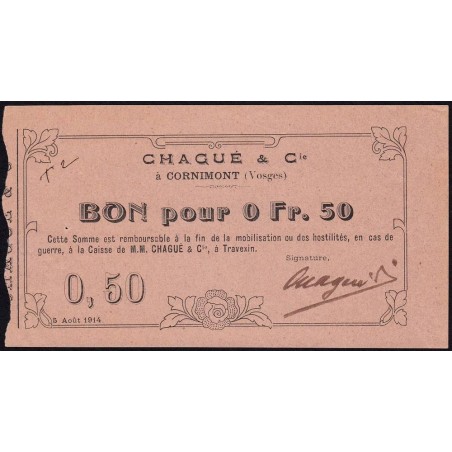 CHAGUÉ & Cie
à CORNIMONT (Vosges)
BON pour 0 Fr. 50
Cette Somme est remboursable à la fin de la mobilisation ou des hostilités, en cas de
guerre, à la Caisse de M.M. CHAGUÉ & Cie, à Travexin.
Signature,
0,50
5 Août 1914